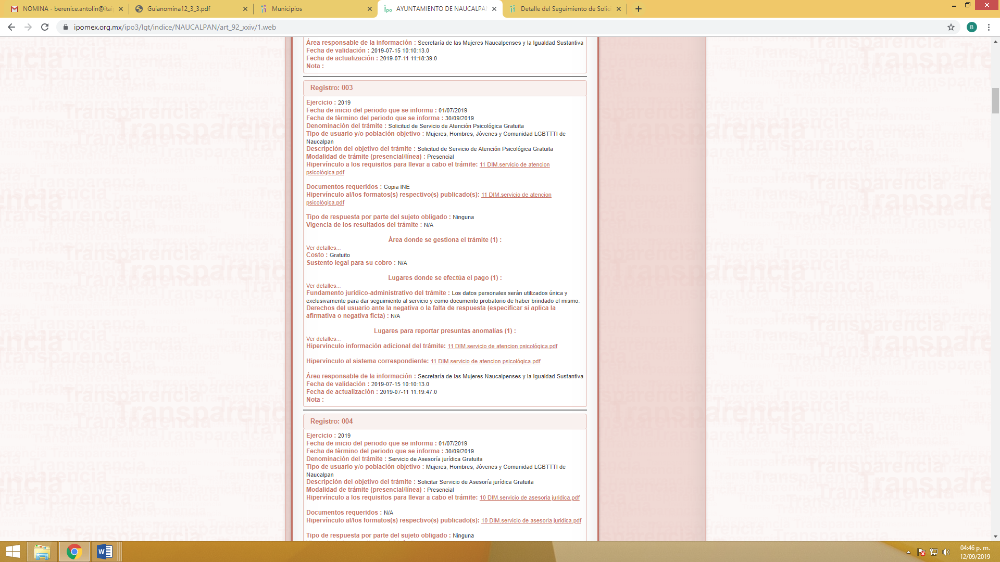 NOMINA - berenice.antolin@itai
Guianomina12_3_3.pdf
Municipios
AYUNTAMIENTO DE NAUCALPA
Detalle del Seguimiento de Solici
ipomex.org.mx/ipo3/lgt/indice/NAUCALPAN/art_92_xxiv/1.web
B
Área responsable de la información : Secretaría de las Mujeres Naucalpenses y la Igualdad Sustantiva
Fecha de validación : 2019-07-15 10:10:13.0
Fecha de actualización : 2019-07-11 11:18:39.0
Nota :
Registro: 003
Ejercicio : 2019
Fecha de inicio del periodo que se informa : 01/07/2019
Fecha de término del periodo que se informa : 30/09/2019
Denominación del trámite : Solicitud de Servicio de Atención Psicológica Gratuita
Tipo de usuario y/o población objetivo : Mujeres, Hombres, Jóvenes y Comunidad LGBTTTI de
Naucalpan
Descripción del objetivo del trámite : Solicitud de Servicio de Atención Psicológica Gratuita
Modalidad de trámite (presencial/línea) : Presencial
Hipervínculo a los requisitos para llevar a cabo el trámite: 11 DIM.servicio de atencion
psicológica.pdf
Documentos requeridos : Copia INE
Hipervínculo al/los formatos(s) respectivo(s) publicado(s): 11 DIM.servicio de atencion
psicológica.pdf
Tipo de respuesta por parte del sujeto obligado : Ninguna
Vigencia de los resultados del trámite : N/A
Área donde se gestiona el trámite (1) :
Ver detalles...
Costo : Gratuito
Sustento legal para su cobro : N/A
Lugares donde se efectúa el pago (1) :
Ver detalles...
Fundamento jurídico-administrativo del trámite : Los datos personales serán utilizados única y
exclusivamente para dar seguimiento al servicio y como documento probatorio de haber brindado el mismo.
Derechos del usuario ante la negativa o la falta de respuesta (especificar si aplica la
afirmativa o negativa ficta) : N/A
Lugares para reportar presuntas anomalías (1) :
Ver detalles...
Hipervínculo información adicional del trámite: 11 DIM.servicio de atencion psicológica.pdf
Hipervínculo al sistema correspondiente: 11 DIM.servicio de atencion psicológica.pdf
Área responsable de la información : Secretaría de las Mujeres Naucalpenses y la Igualdad Sustantiva
Fecha de validación : 2019-07-15 10:10:13.0
Fecha de actualización : 2019-07-11 11:19:47.0
Nota :
Registro: 004
Ejercicio : 2019
Fecha de inicio del periodo que se informa : 01/07/2019
Fecha de término del periodo que se informa : 30/09/2019
Denominación del trámite : Servicio de Asesoría jurídica Gratuita
Tipo de usuario y/o población objetivo : Mujeres, Hombres, Jóvenes y Comunidad LGBTTTI de
Naucalpan
Descripción del objetivo del trámite : Solicitar Servicio de Asesoría jurídica Gratuita
Modalidad de trámite (presencial/línea) : Presencial
Hipervínculo a los requisitos para llevar a cabo el trámite: 10 DIM.servicio de asesoria juridica.pdf
Documentos requeridos : N/A
Hipervínculo al/los formatos(s) respectivo(s) publicado(s): 10 DIM.servicio de asesoria juridica.pdf
Tipo de respuesta por parte del sujeto obligado : Ninguna
04:46 p. m.
12/09/2019